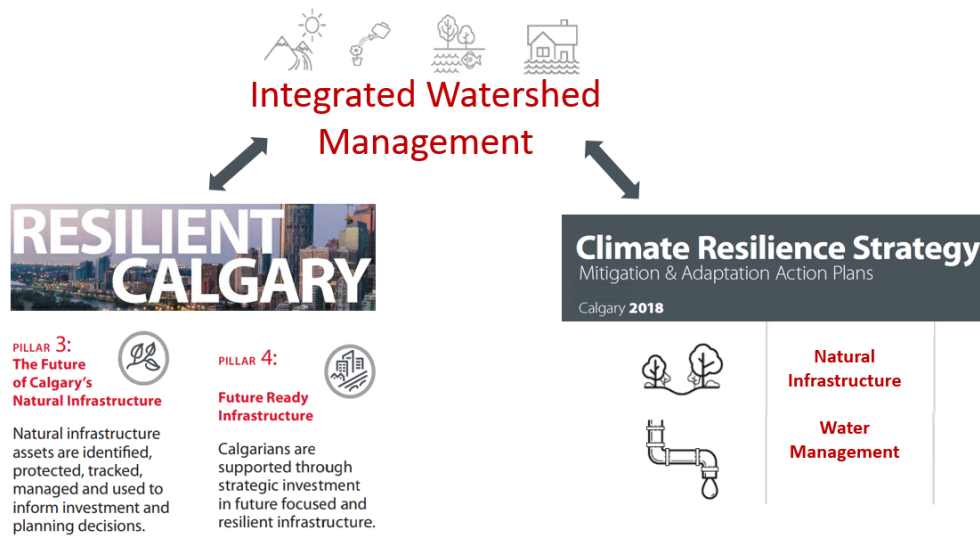 Integrated Watershed
Management
RESILIENT
CALGARY
PILLAR 3:
The Future
of Calgary's
Natural Infrastructure
Natural infrastructure
assets are identified,
protected, tracked,
managed and used to
inform investment and
planning decisions.
PILLAR 4:
Future Ready
Infrastructure
Calgarians are
supported through
strategic investment
in future focused and
resilient infrastructure.
Climate Resilience Strategy
Mitigation & Adaptation Action Plans
Calgary 2018
Natural
Infrastructure
Water
Management